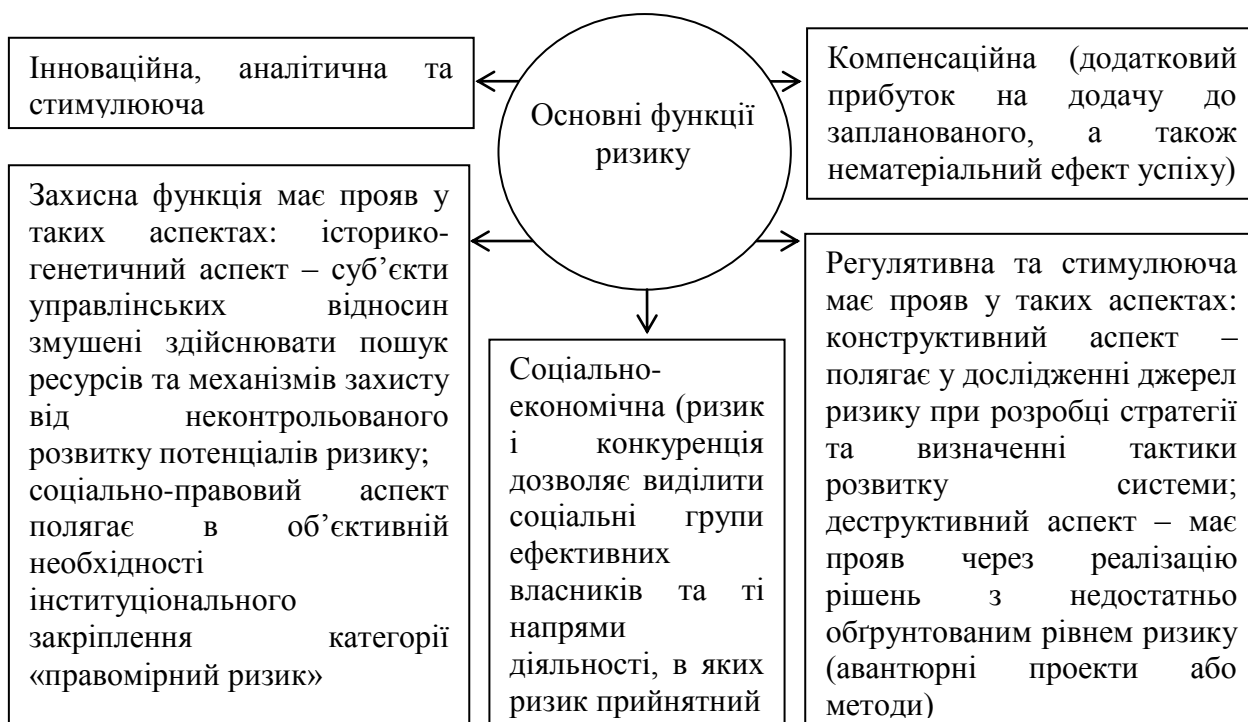 Інноваційна, аналітична та
стимулююча
Основні функції
ризику
Компенсаційна (додатковий
прибуток на додачу до
запланованого, а також
нематеріальний ефект успіху)
Захисна функція має прояв у
таких аспектах: історико-
генетичний аспект – суб’єкти
управлінських відносин
змушені здійснювати пошук
ресурсів та механізмів захисту
від неконтрольованого
розвитку потенціалів ризику;
соціально-правовий аспект
полягає в об’єктивній
необхідності
інституціонального
закріплення категорії
«правомірний ризик»
Соціально-
економічна (ризик
і конкуренція
дозволяє виділити
соціальні групи
ефективних
власників та ті
напрями
діяльності, в яких
ризик прийнятний
Регулятивна та стимулююча
має прояв у таких аспектах:
конструктивний аспект –
полягає у дослідженні джерел
ризику при розробці стратегії
та визначенні тактики
розвитку системи;
деструктивний аспект – має
прояв через реалізацію
рішень з недостатньо
обґрунтованим рівнем ризику
(авантюрні проекти або
методи)